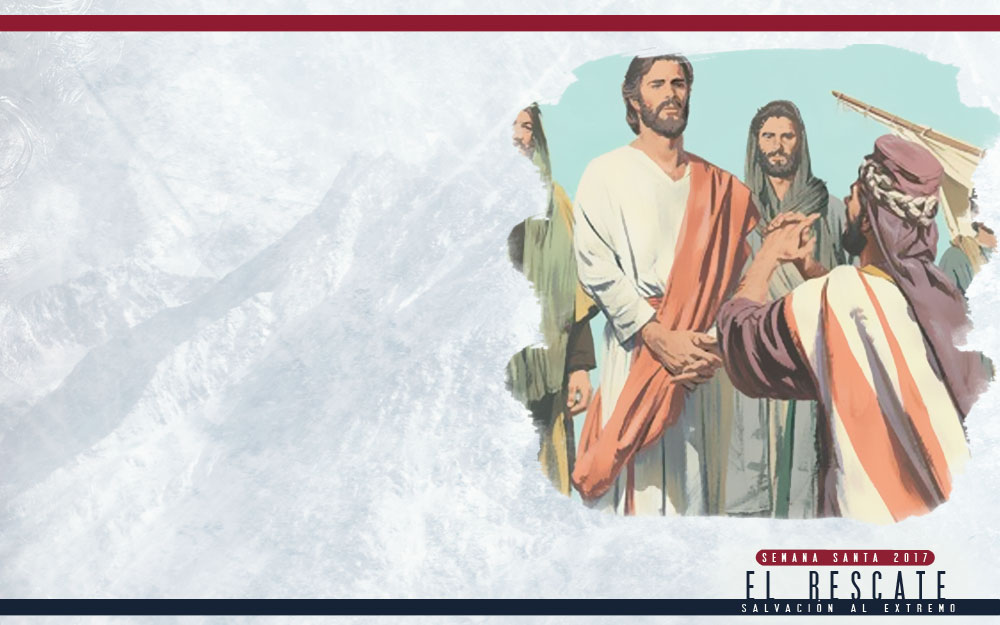 SEMANA SANTA 2017
EL RESCATE
SALVACIÓN AL EXTREMO